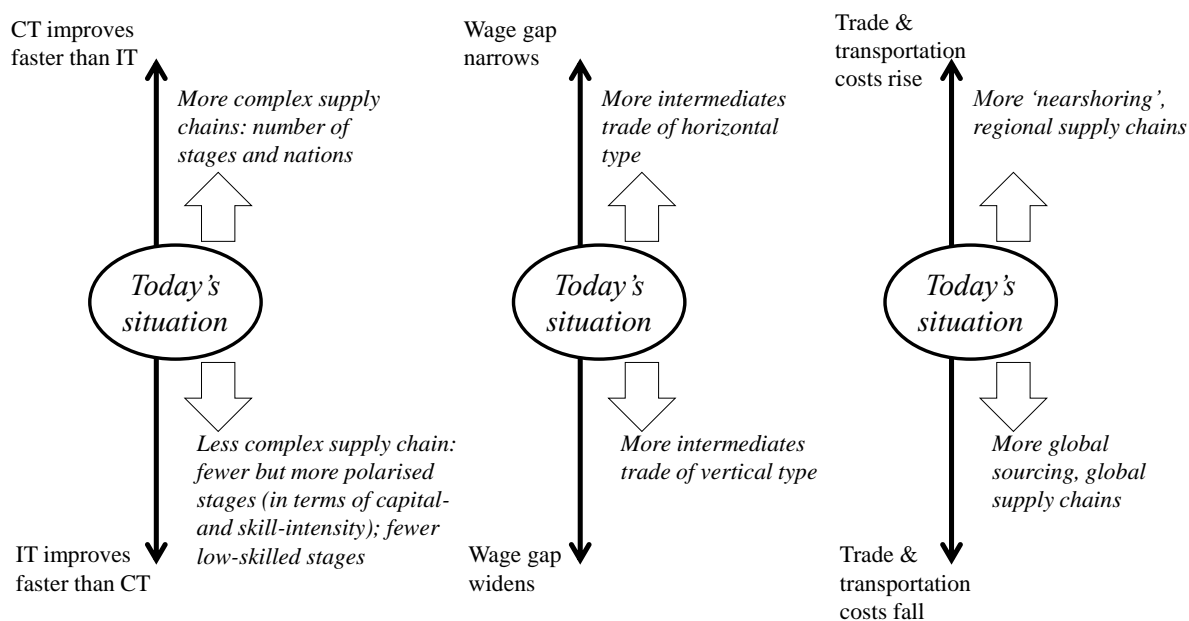 CT improves
faster than IT
More complex supply
chains: number of
stages and nations
Today’s
situation
Less complex supply chain:
fewer but more polarised
stages (in terms of capital-
and skill-intensity); fewer
low-skilled stages
IT improves
faster than CT
Wage gap
narrows
More intermediates
trade of horizontal
type
Today’s
situation
More intermediates
trade of vertical type
Wage gap
widens
Trade &
transportation
costs rise
More ‘nearshoring’,
regional supply chains
Today’s
situation
More global
sourcing, global
supply chains
Trade &
transportation
costs fall